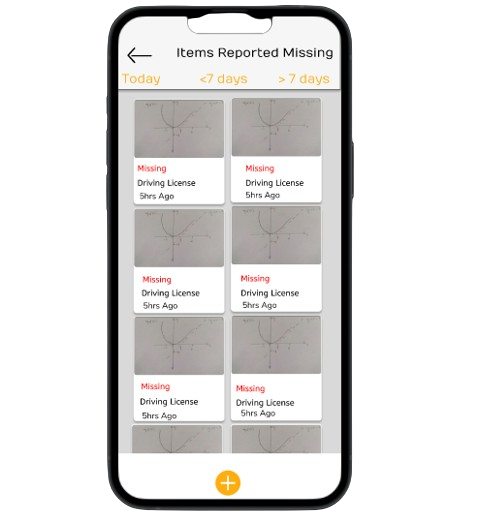 Items Reported Missing
Today <7 days > 7 days
Missing
Driving License
5hrs Ago
Missing
Driving License
5hrs Ago
Missing
Driving License
5hrs Ago
Missing
Driving License
5hrs Ago
Missing
Driving License
5hrs Ago
Missing
Driving License
5hrs Ago